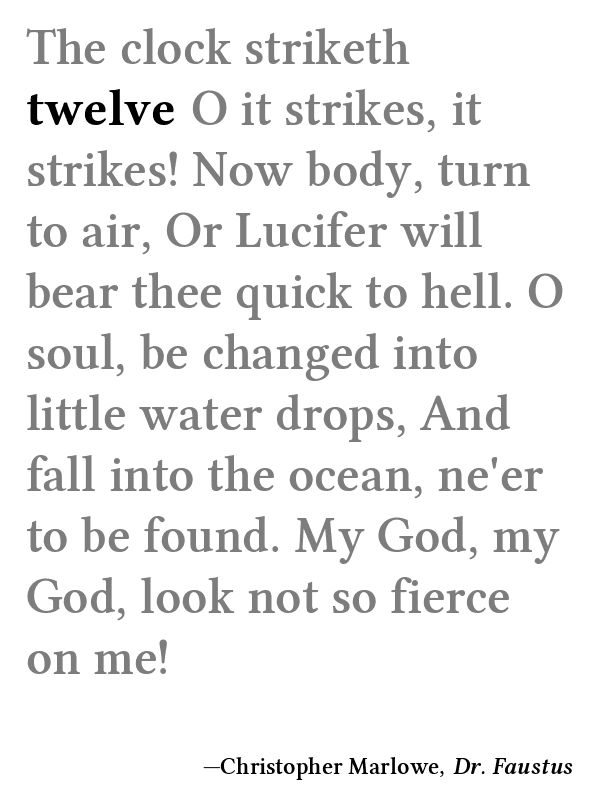 The clock striketh
twelve O it strikes, it
strikes! Now body, turn
to air, Or Lucifer will
bear thee quick to hell. O
soul, be changed into
little water drops, And
fall into the ocean, ne'er
to be found. My God, my
God, look not so fierce
on me!
—Christopher Marlowe, Dr. Faustus